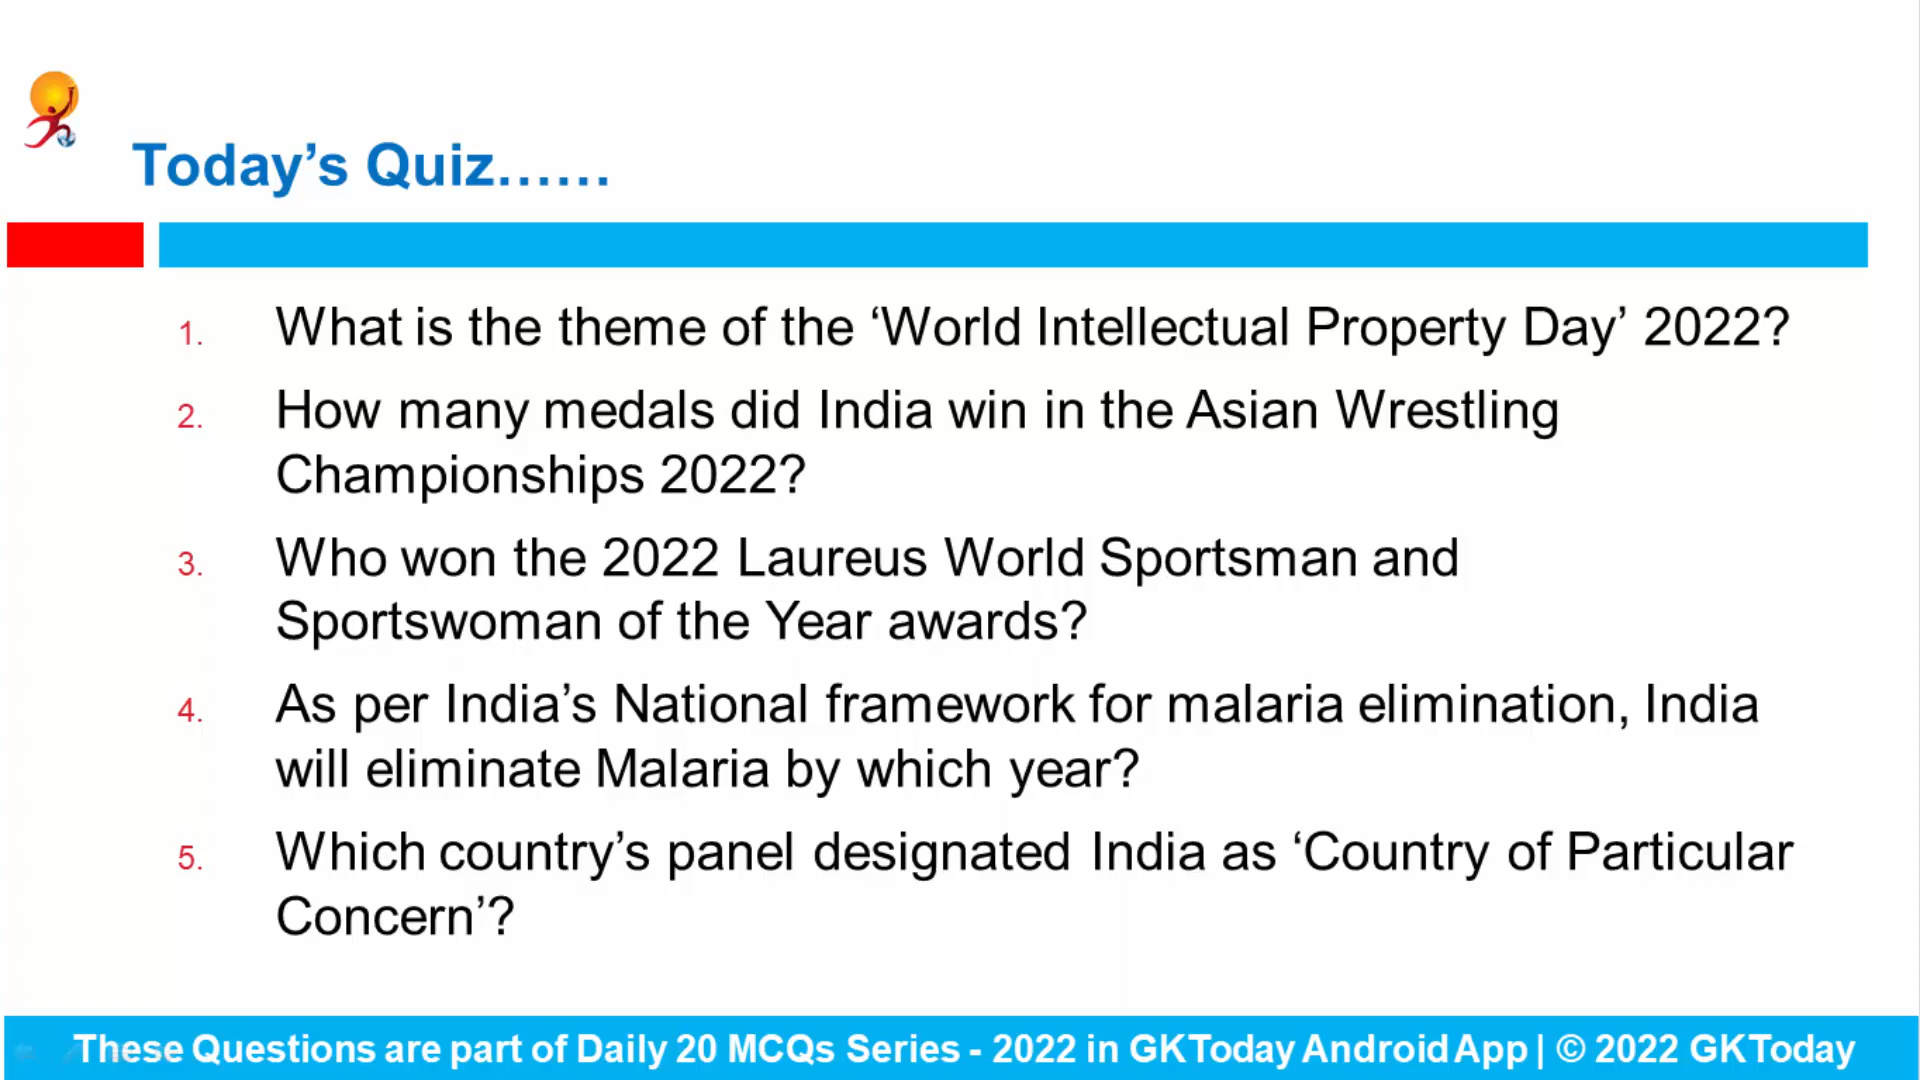 Today’s Quiz......
1. What is the theme of the ‘World Intellectual Property Day’ 2022?
2. How many medals did India win in the Asian Wrestling
Championships 2022?
3. Who won the 2022 Laureus World Sportsman and
Sportswoman of the Year awards?
4. As per India’s National framework for malaria elimination, India
will eliminate Malaria by which year?
5. Which country’s panel designated India as ‘Country of Particular
Concern’?
These Questions are part of Daily 20 MCQs Series - 2022 in GKToday Android App | © 2022 GKToday